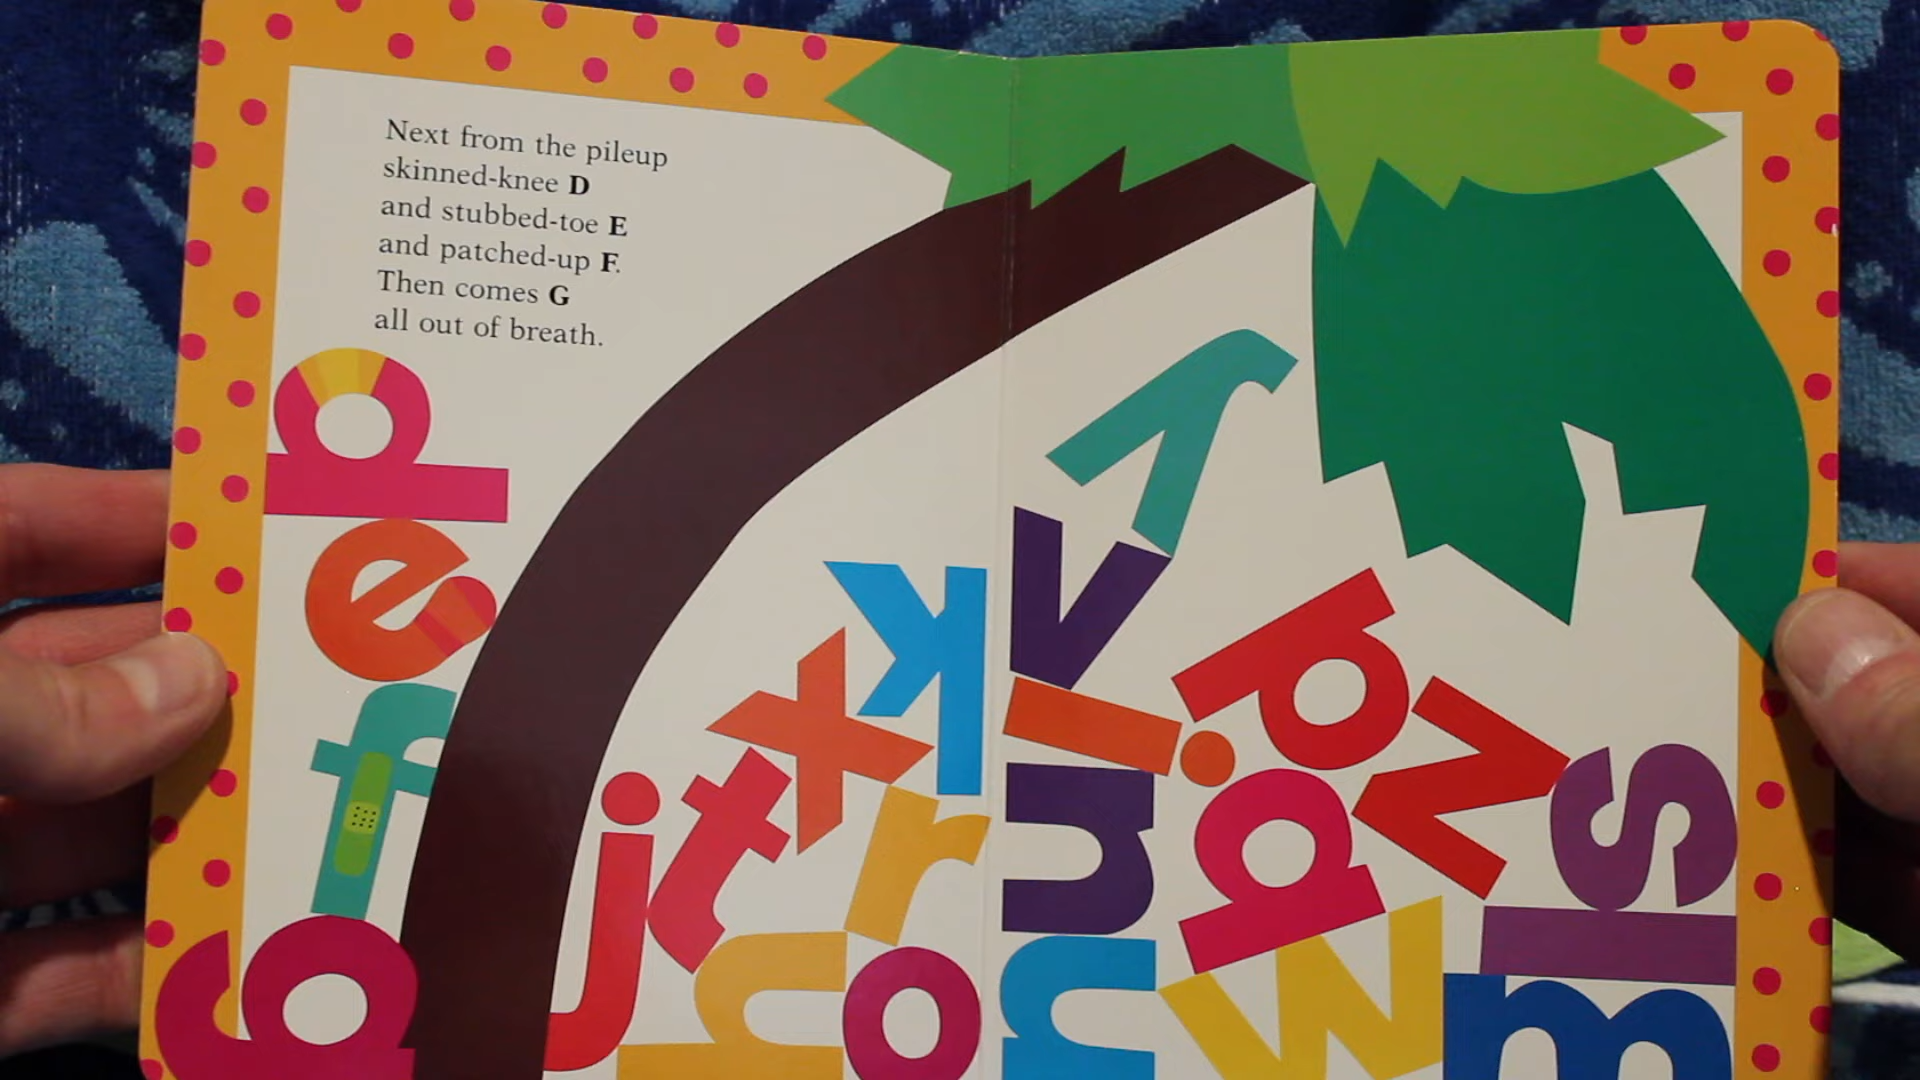 Next from the pileup
skinned-knee D
and stubbed-toe E
and patched-up F.
Then comes G
all out of breath.
d
e
f
g
j
t
x
k
r
h
o
y
v
i
u
n
p
q
z
w
s
l
m